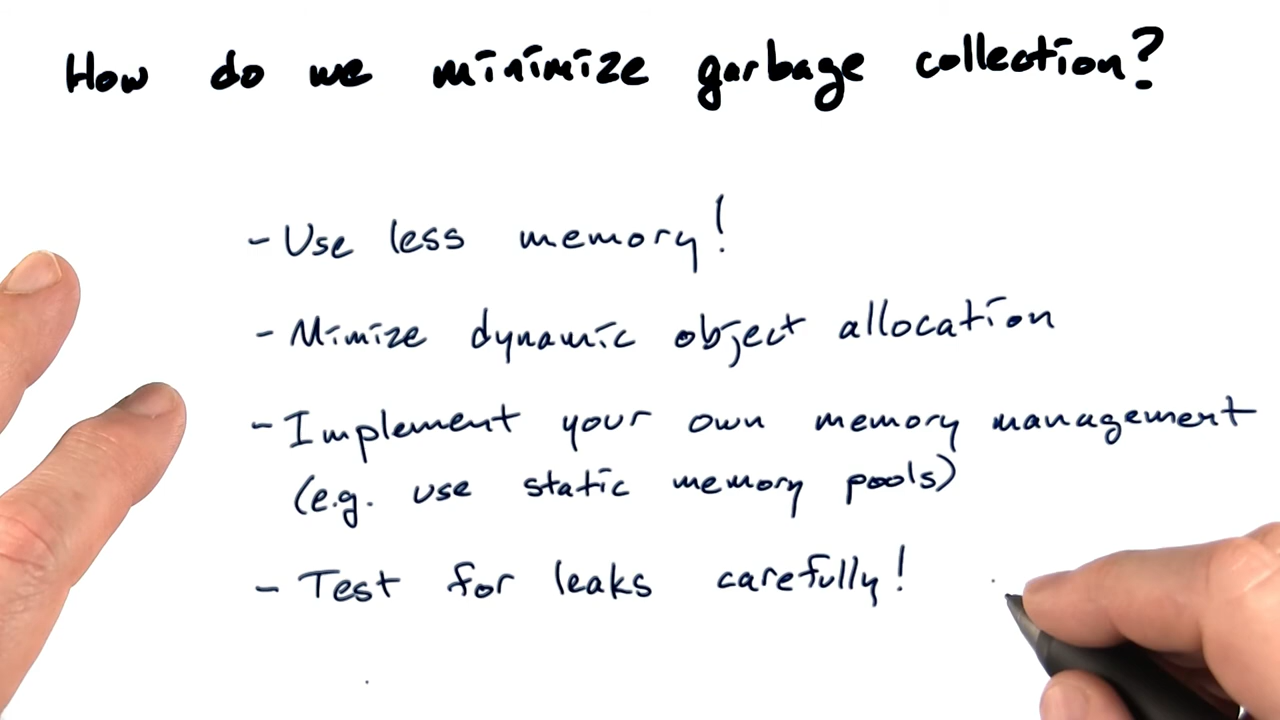 How do we minimize garbage collection?
- Use less memory!
- Mimize dynamic object allocation
- Implement your own memory management
(e.g. use static memory pools)
- Test for leaks carefully!